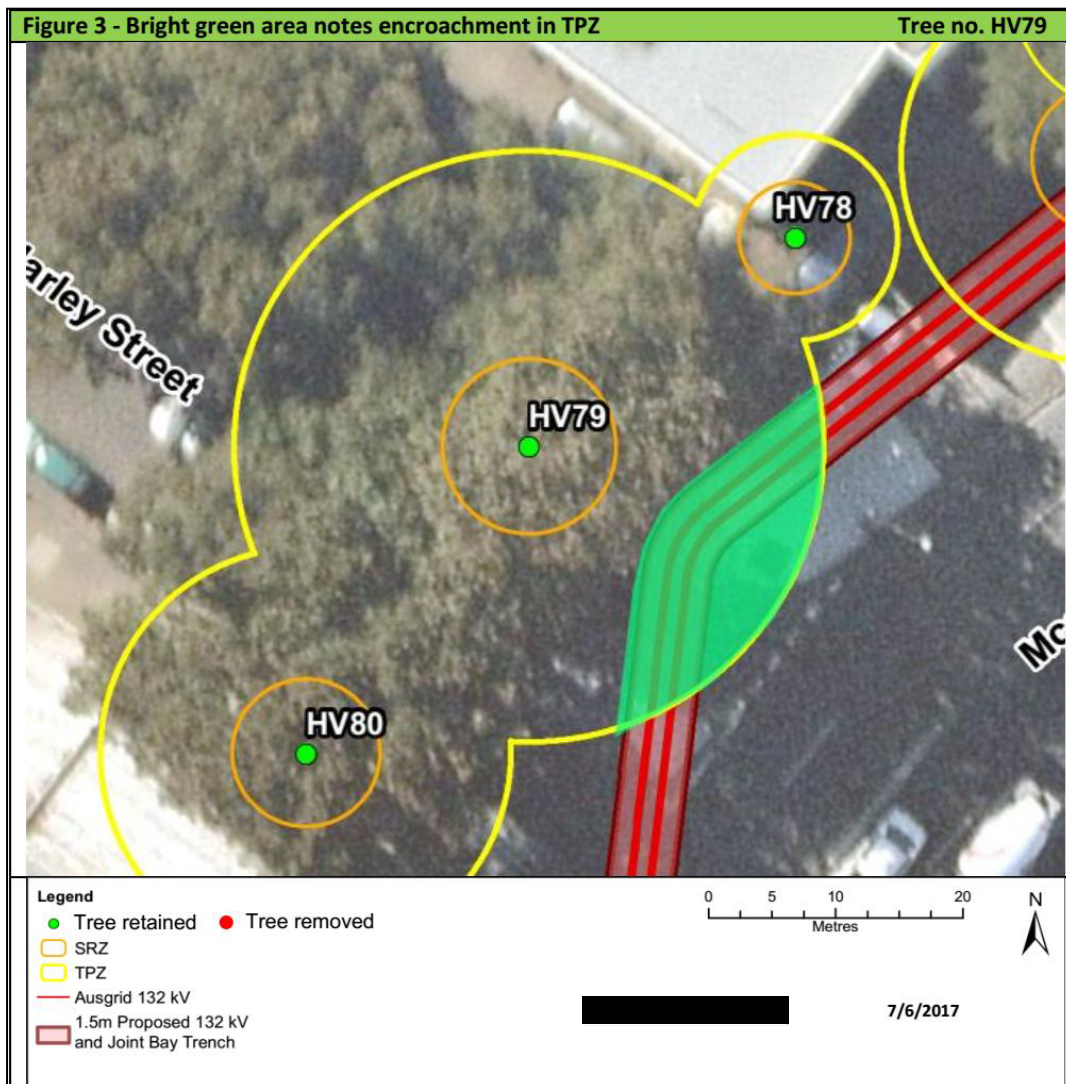 Figure 3 - Bright green area notes encroachment in TPZ Tree no. HV79
HV78
arley Street
HV79
Mc
HV80
Legend
Tree retained Tree removed
SRZ
TPZ
Ausgrid 132 kV
1.5m Proposed 132 kV
and Joint Bay Trench
0 5 10 20
Metres
N
7/6/2017